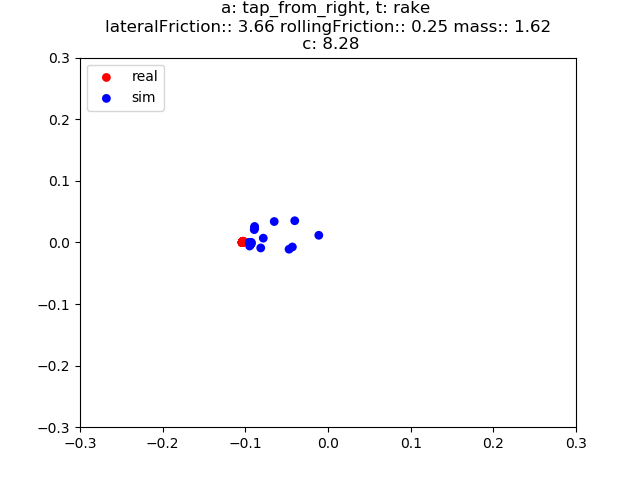 a: tap_from_right, t: rake
lateralFriction:: 3.66 rollingFriction:: 0.25 mass:: 1.62
c: 8.28
real
sim
0.3
0.2
0.1
0.0
−0.1
−0.2
−0.3
−0.3
−0.2
−0.1
0.0
0.1
0.2
0.3